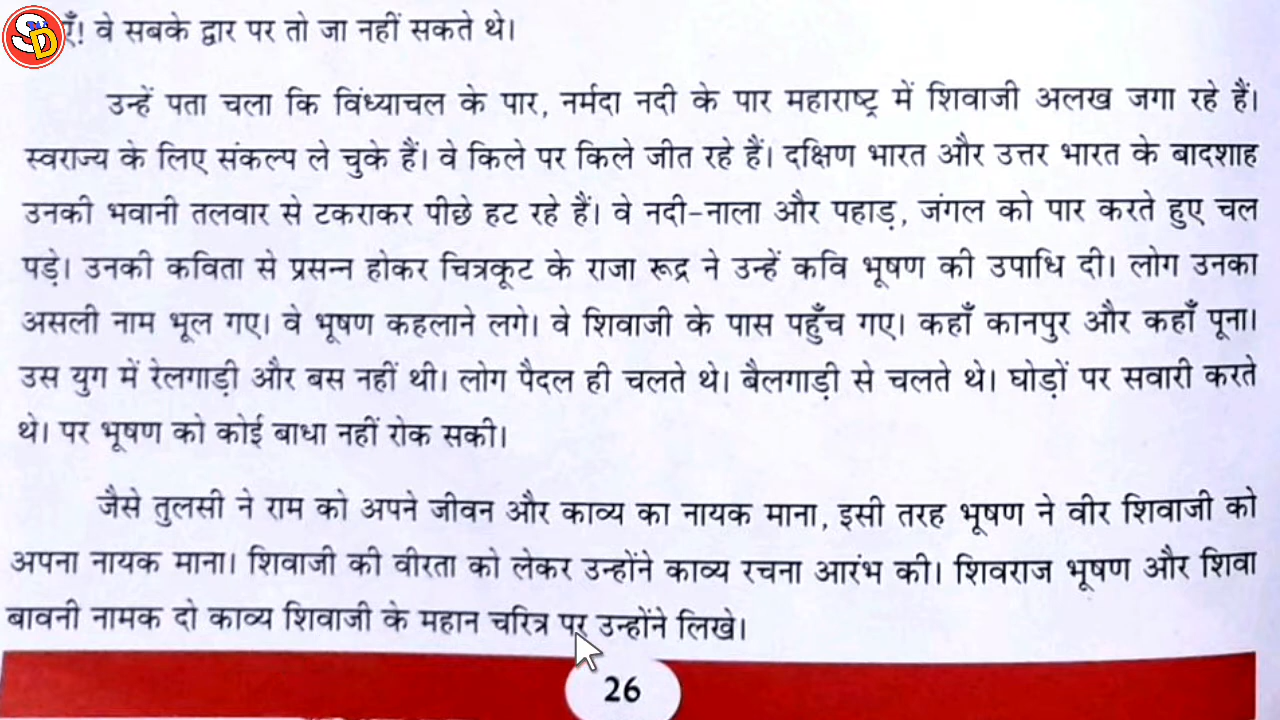 SD
एँ! वे सबके द्वार पर तो जा नहीं सकते थे।
उन्हें पता चला कि विंध्याचल के पार, नर्मदा नदी के पार महाराष्ट्र में शिवाजी अलख जगा रहे हैं।
स्वराज्य के लिए संकल्प ले चुके हैं। वे किले पर किले जीत रहे हैं। दक्षिण भारत और उत्तर भारत के बादशाह
उनकी भवानी तलवार से टकराकर पीछे हट रहे हैं। वे नदी-नाला और पहाड़, जंगल को पार करते हुए चल
पड़े। उनकी कविता से प्रसन्न होकर चित्रकूट के राजा रूद्र ने उन्हें कवि भूषण की उपाधि दी। लोग उनका
असली नाम भूल गए। वे भूषण कहलाने लगे। वे शिवाजी के पास पहुँच गए। कहाँ कानपुर और कहाँ पूना।
उस युग में रेलगाड़ी और बस नहीं थी। लोग पैदल ही चलते थे। बैलगाड़ी से चलते थे। घोड़ों पर सवारी करते
थे। पर भूषण को कोई बाधा नहीं रोक सकी।
जैसे तुलसी ने राम को अपने जीवन और काव्य का नायक माना, इसी तरह भूषण ने वीर शिवाजी को
अपना नायक माना। शिवाजी की वीरता को लेकर उन्होंने काव्य रचना आरंभ की। शिवराज भूषण और शिवा
बावनी नामक दो काव्य शिवाजी के महान चरित्र पर उन्होंने लिखे।
26